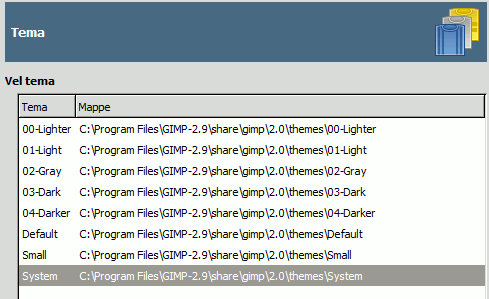 Tema
Vel tema
Tema Mappe
00-Lighter C:\Program Files\GIMP-2.9\share\gimp\2.0\themes\00-Lighter
01-Light C:\Program Files\GIMP-2.9\share\gimp\2.0\themes\01-Light
02-Gray C:\Program Files\GIMP-2.9\share\gimp\2.0\themes\02-Gray
03-Dark C:\Program Files\GIMP-2.9\share\gimp\2.0\themes\03-Dark
04-Darker C:\Program Files\GIMP-2.9\share\gimp\2.0\themes\04-Darker
Default C:\Program Files\GIMP-2.9\share\gimp\2.0\themes\Default
Small C:\Program Files\GIMP-2.9\share\gimp\2.0\themes\Small
System C:\Program Files\GIMP-2.9\share\gimp\2.0\themes\System